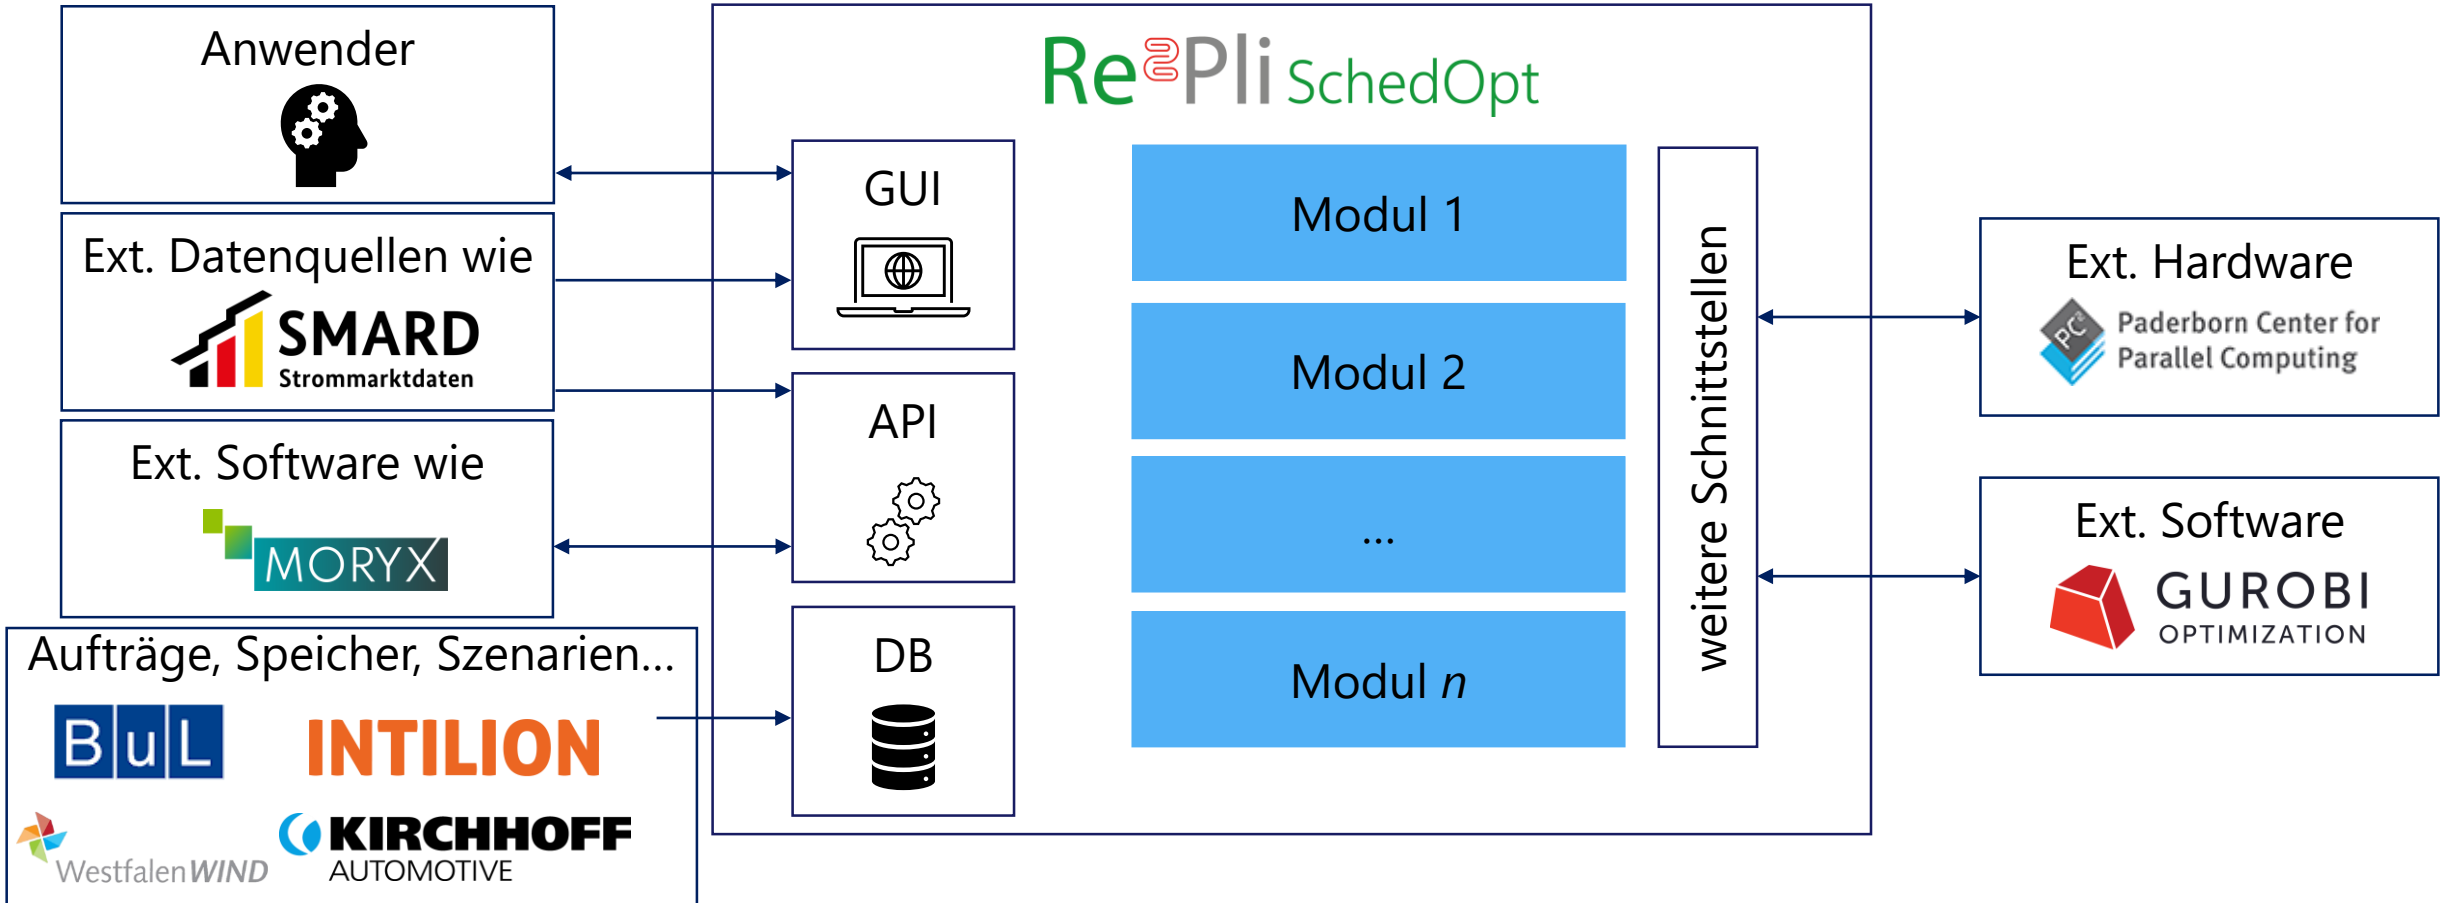 Anwender
Ext. Datenquellen wie
SMARD
Strommarktdaten
Ext. Software wie
MORYX
Aufträge, Speicher, Szenarien...
BuL
INTILION
WestfalenWIND
KIRCHHOFF
AUTOMOTIVE
Re2Pli SchedOpt
GUI
API
DB
Modul 1
Modul 2
...
Modul n
weitere Schnittstellen
Ext. Hardware
PC²
Paderborn Center for
Parallel Computing
Ext. Software
GUROBI
OPTIMIZATION